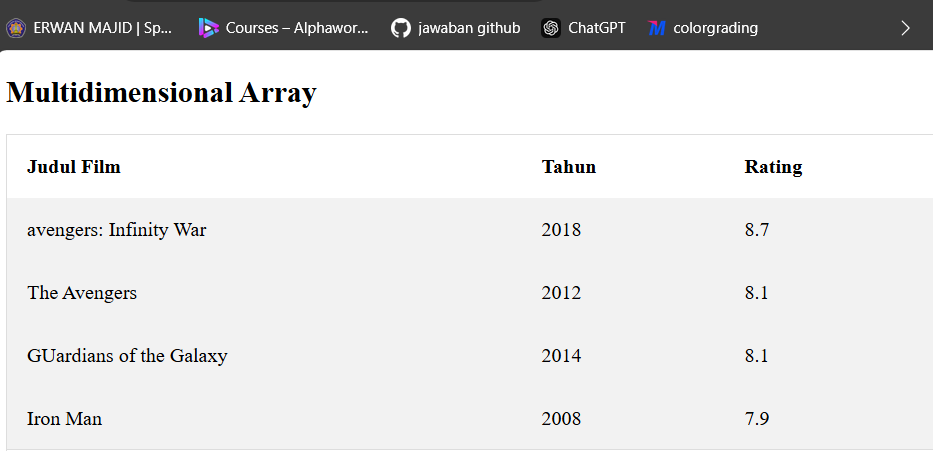 ERWAN MAJID | Sp... Courses – Alphawor... jawaban github ChatGPT colorgrading
Multidimensional Array
Judul Film Tahun Rating
avengers: Infinity War 2018 8.7
The Avengers 2012 8.1
GUardians of the Galaxy 2014 8.1
Iron Man 2008 7.9